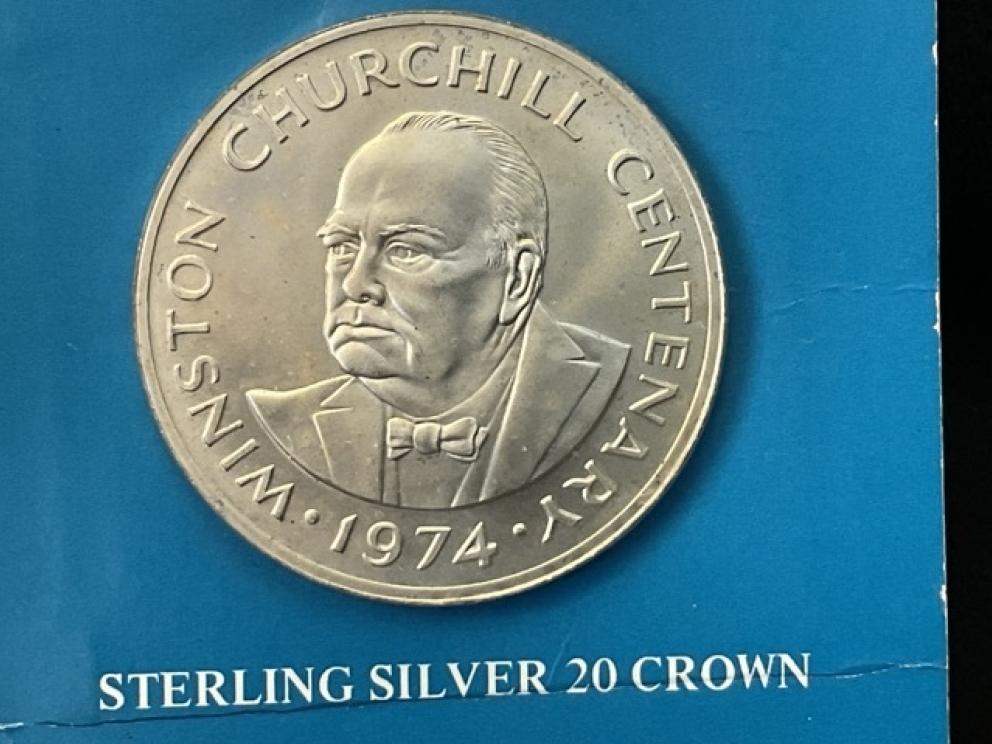 WINSTON CHURCHILL CENTENARY
· 1974 ·
STERLING SILVER 20 CROWN